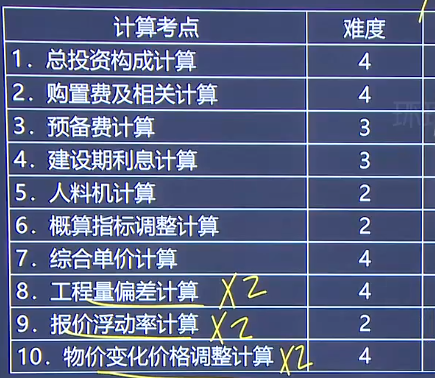 计算考点 难度
1. 总投资构成计算 4
2. 购置费及相关计算 4
3. 预备费计算 3
4. 建设期利息计算 3
5. 人料机计算 2
6. 概算指标调整计算 2
7. 综合单价计算 4
8. 工程量偏差计算 X2 4
9. 报价浮动率计算 X2 2
10. 物价变化价格调整计算 X2 4